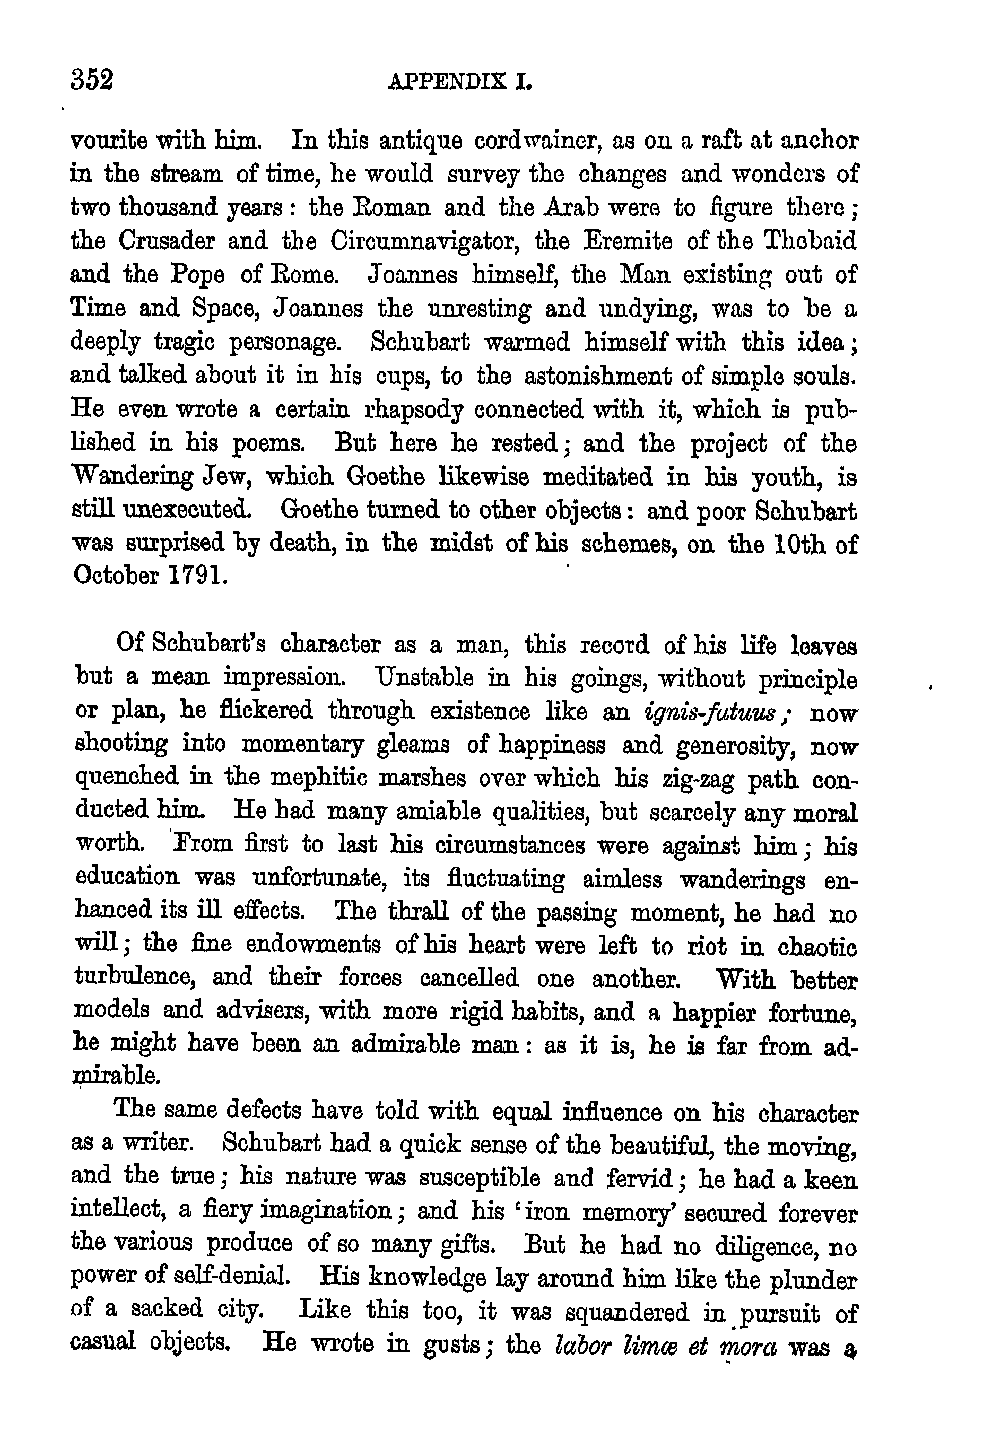 352 APPENDIX I.
vourite with him. In this antique cordwainer, as on a raft at anchor
in the stream of time, he would survey the changes and wonders of
two thousand years: the Roman and the Arab were to figure there;
the Crusader and the Circumnavigator, the Eremite of the Thebaid
and the Pope of Rome. Joannes himself, the Man existing out of
Time and Space, Joannes the unresting and undying, was to be a
deeply tragic personage. Schubart warmed himself with this idea;
and talked about it in his cups, to the astonishment of simple souls.
He even wrote a certain rhapsody connected with it, which is pub-
lished in his poems. But here he rested; and the project of the
Wandering Jew, which Goethe likewise meditated in his youth, is
still unexecuted. Goethe turned to other objects: and poor Schubart
was surprised by death, in the midst of his schemes, on the 10th of
October 1791.
Of Schubart's character as a man, this record of his life leaves
but a mean impression. Unstable in his goings, without principle
or plan, he flickered through existence like an ignis-fatuus; now
shooting into momentary gleams of happiness and generosity, now
quenched in the mephitic marshes over which his zig-zag path con-
ducted him. He had many amiable qualities, but scarcely any moral
worth. From first to last his circumstances were against him; his
education was unfortunate, its fluctuating aimless wanderings en-
hanced its ill effects. The thrall of the passing moment, he had no
will; the fine endowments of his heart were left to riot in chaotic
turbulence, and their forces cancelled one another. With better
models and advisers, with more rigid habits, and a happier fortune,
he might have been an admirable man: as it is, he is far from ad-
mirable.
The same defects have told with equal influence on his character
as a writer. Schubart had a quick sense of the beautiful, the moving,
and the true; his nature was susceptible and fervid; he had a keen
intellect, a fiery imagination; and his 'iron memory' secured forever
the various produce of so many gifts. But he had no diligence, no
power of self-denial. His knowledge lay around him like the plunder
of a sacked city. Like this too, it was squandered in pursuit of
casual objects. He wrote in gusts; the labor limæ et mora was a